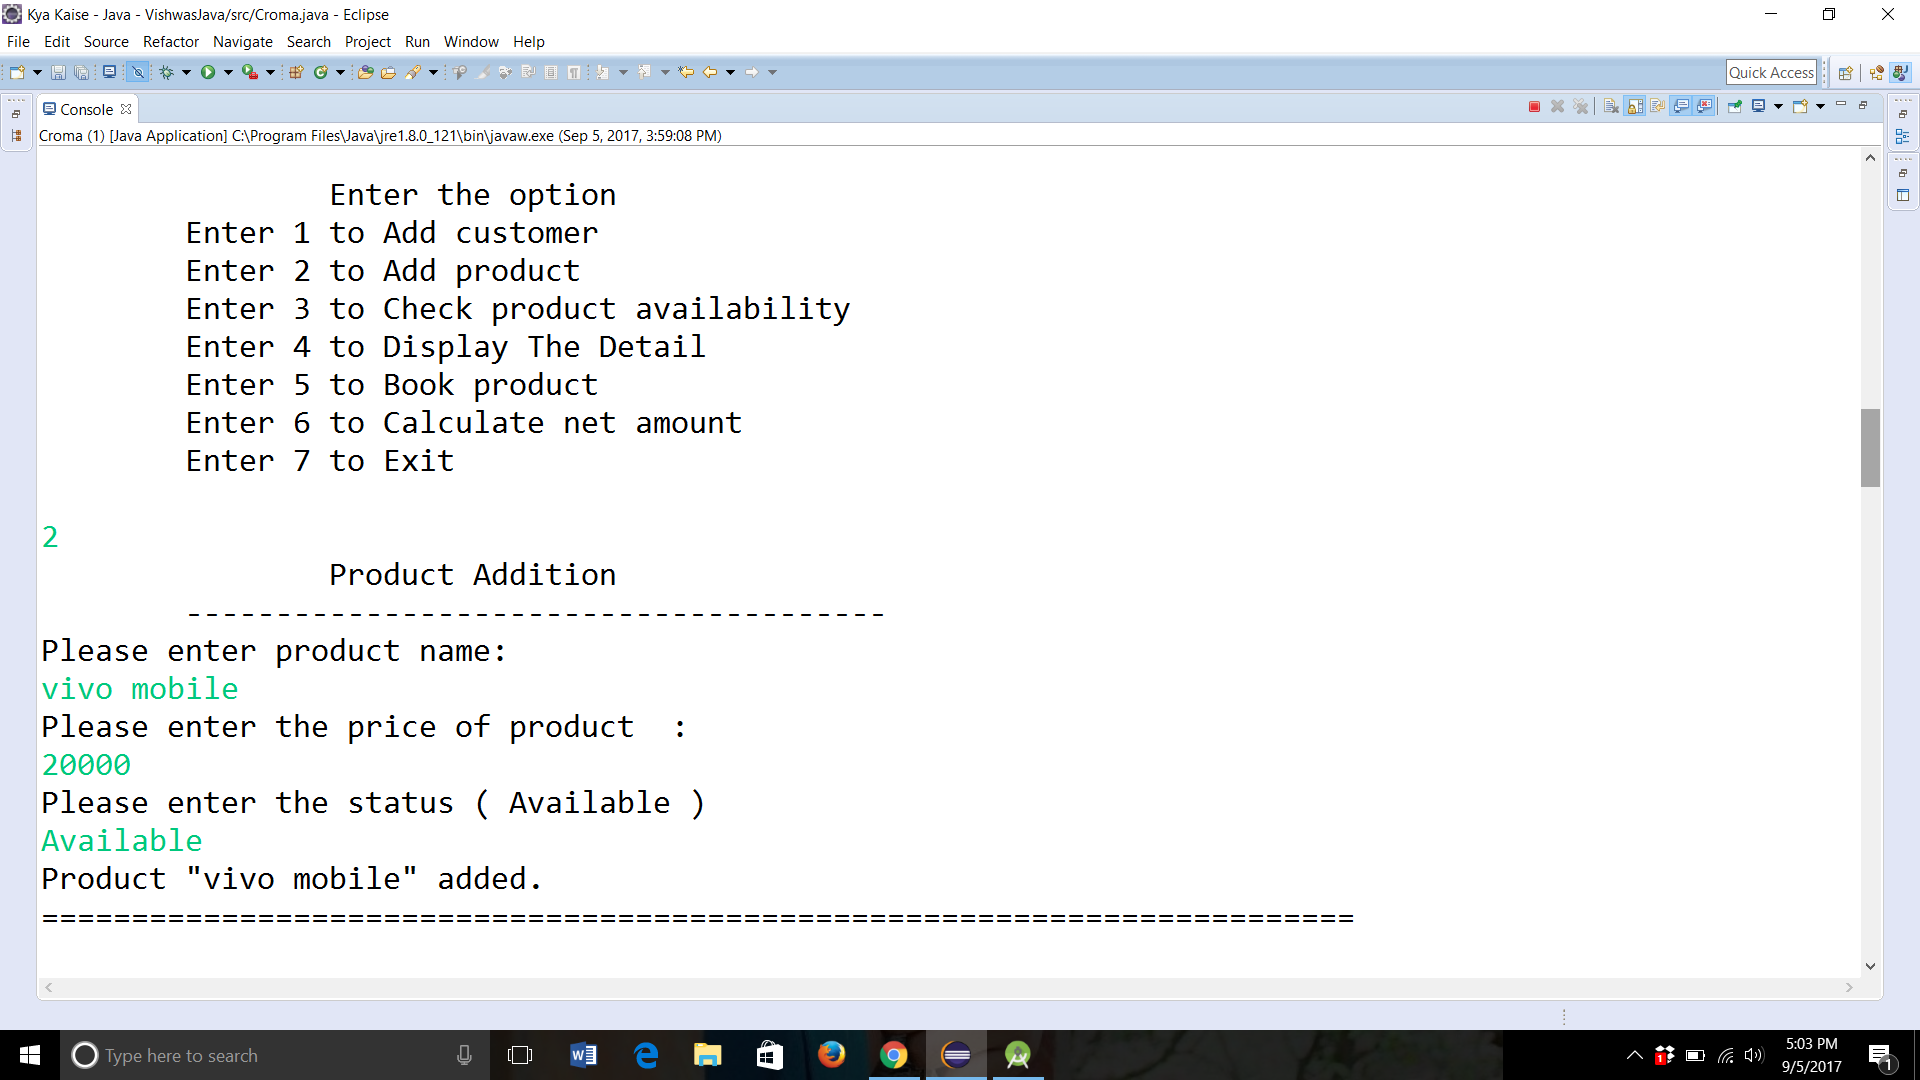 Kya Kaise - Java - VishwasJava/src/Croma.java - Eclipse
File Edit Source Refactor Navigate Search Project Run Window Help
Quick Access
Console
Croma (1) [Java Application] C:\Program Files\Java\jre1.8.0_121\bin\javaw.exe (Sep 5, 2017, 3:59:08 PM)
Enter the option
Enter 1 to Add customer
Enter 2 to Add product
Enter 3 to Check product availability
Enter 4 to Display The Detail
Enter 5 to Book product
Enter 6 to Calculate net amount
Enter 7 to Exit
2
Product Addition
---------------------------------------
Please enter product name:
vivo mobile
Please enter the price of product  :
20000
Please enter the status ( Available )
Available
Product "vivo mobile" added.
=========================================================================
Type here to search
5:03 PM
9/5/2017
1
1